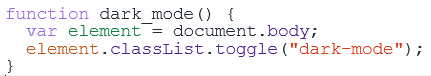 function dark_mode() {
  var element = document.body;
  element.classList.toggle("dark-mode");
}